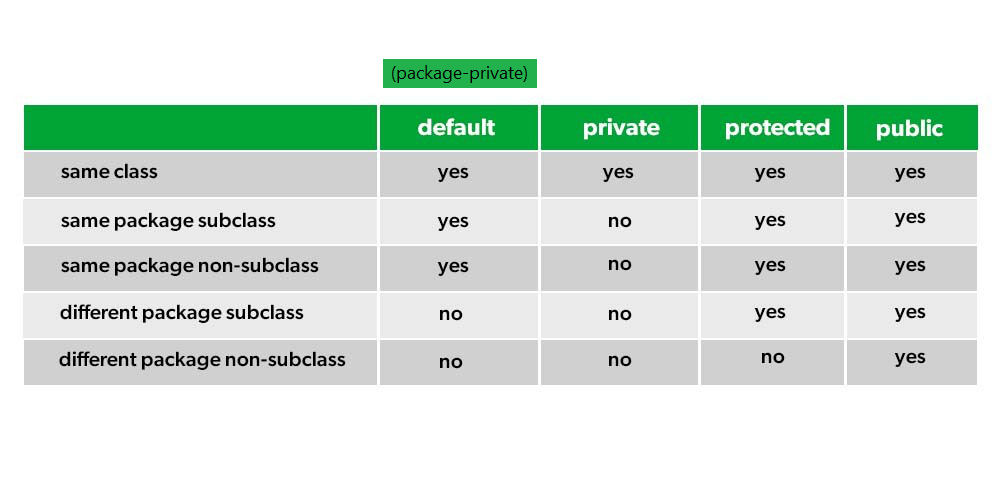 (package-private)
default private protected public
same class yes yes yes yes
same package subclass yes no yes yes
same package non-subclass yes no yes yes
different package subclass no no yes yes
different package non-subclass no no no yes